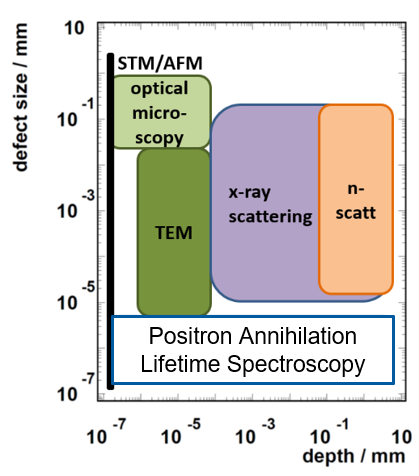 defect size / mm
10
10 -1
10 -3
10 -5
10 -7
STM/AFM
optical
micro-
scopy
TEM
x-ray
scattering
n-
scatt
Positron Annihilation
Lifetime Spectroscopy
10 -7 10 -5 10 -3 10 -1 10
depth / mm